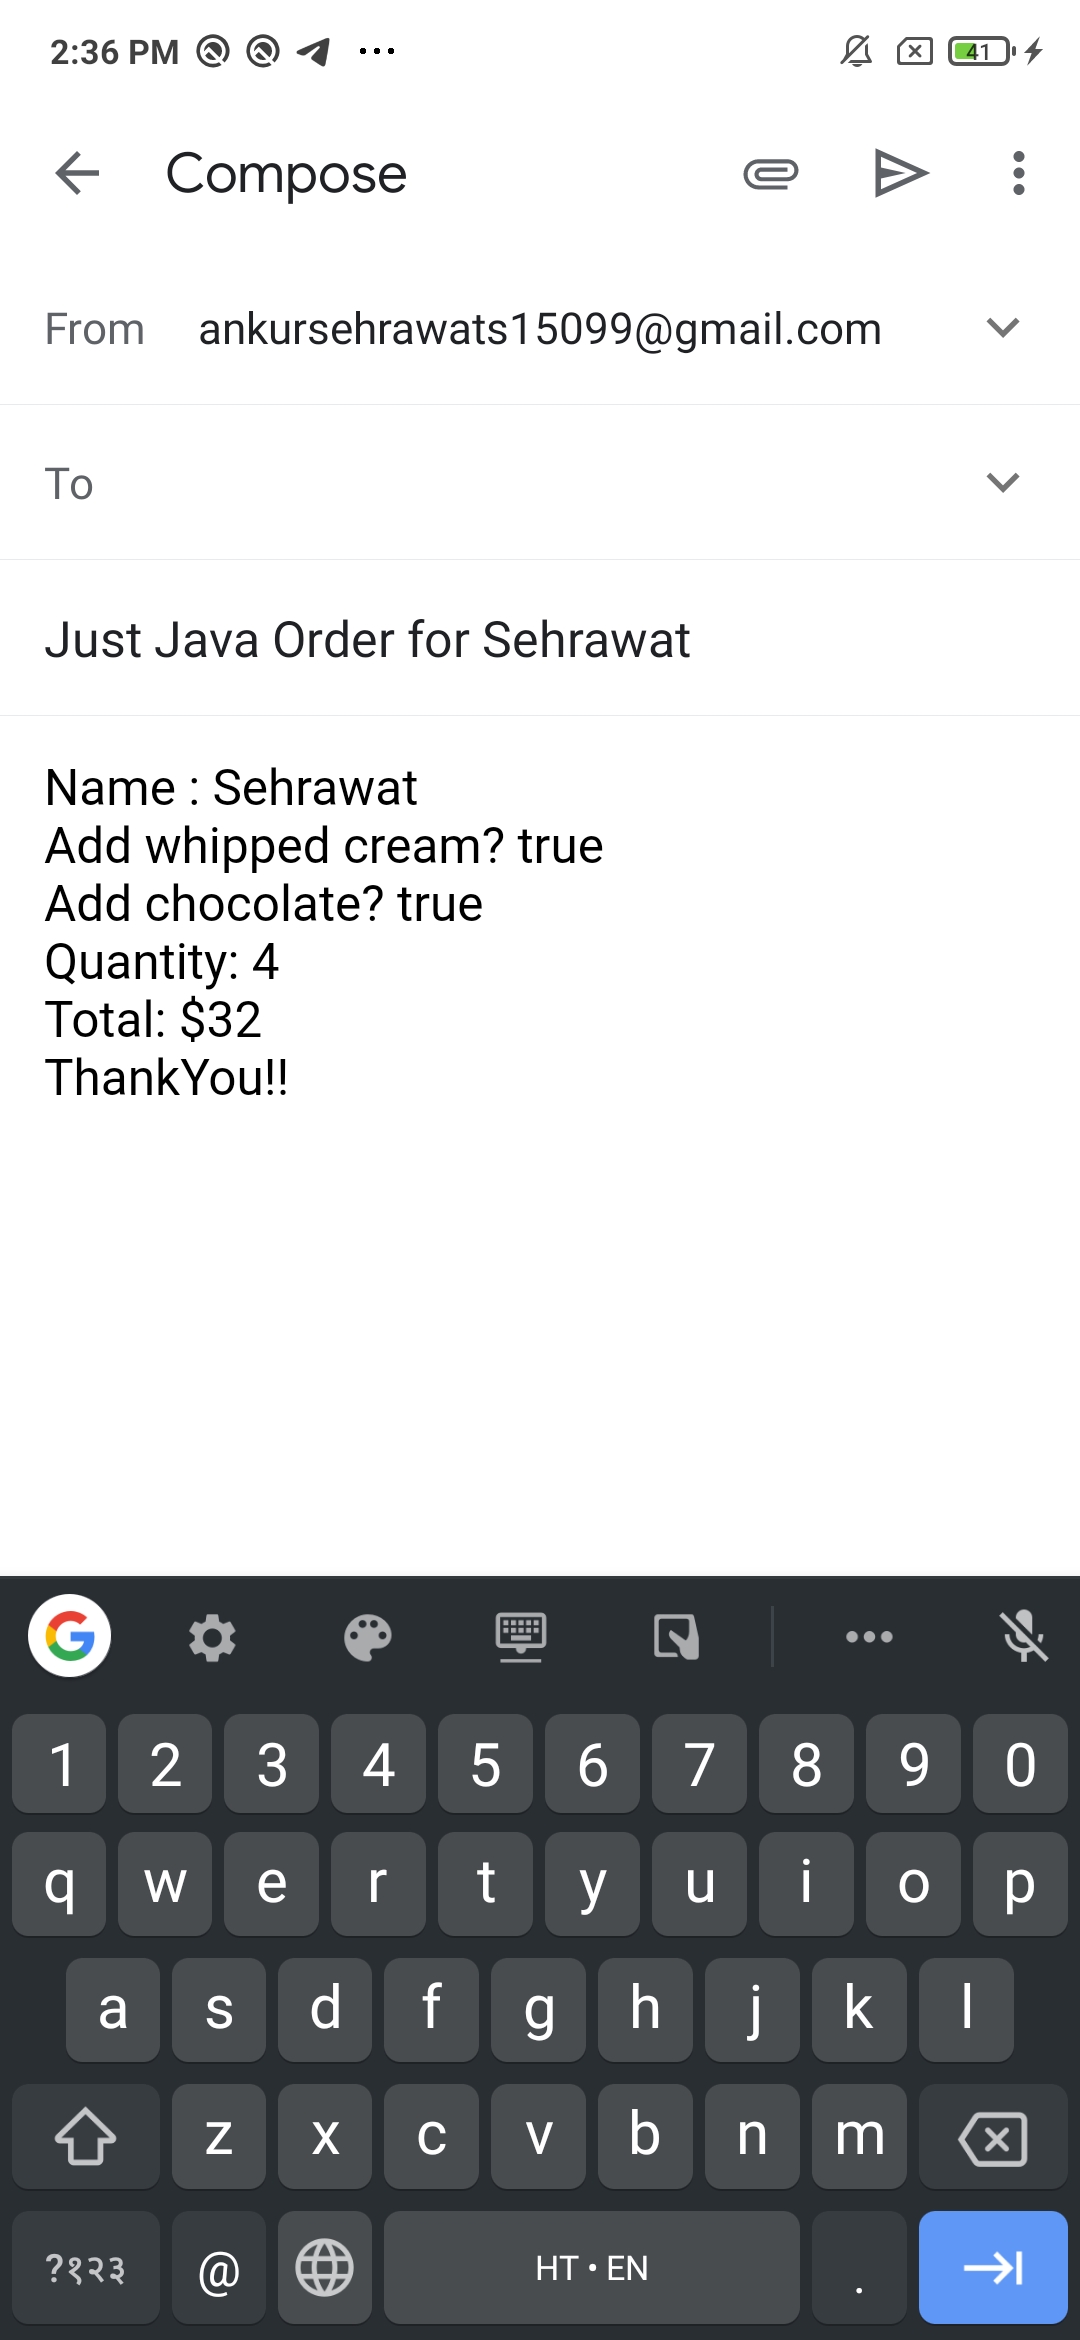 2:36 PM
41
Compose
From ankursehrawats15099@gmail.com
To
Just Java Order for Sehrawat
Name : Sehrawat
Add whipped cream? true
Add chocolate? true
Quantity: 4
Total: $32
ThankYou!!
1 2 3 4 5 6 7 8 9 0
q w e r t y u i o p
a s d f g h j k l
z x c v b n m
?१२३ @ HT • EN .